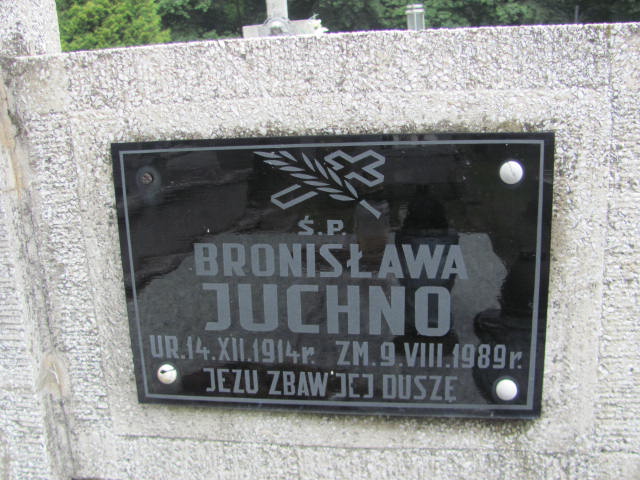 Ś.P.
BRONISŁAWA
JUCHNO
UR.14.XII.1914r. ZM.9.VIII.1989r.
JEZU ZBAW JEJ DUSZĘ